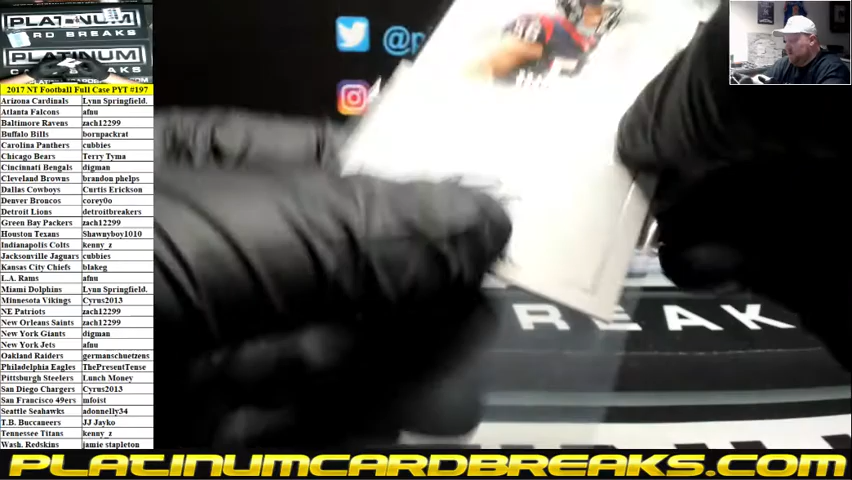 PLATINUM
RD BREAKS
PLATINUM
CARD BREAKS
@p
2017 NT Football Full Case PYT #197
Arizona Cardinals Lynn Springfield.
Atlanta Falcons afnu
Baltimore Ravens zach12299
Buffalo Bills bornpackrat
Carolina Panthers cubbies
Chicago Bears Terry Tyma
Cincinnati Bengals digman
Cleveland Browns brandon phelps
Dallas Cowboys Curtis Erickson
Denver Broncos corey0o
Detroit Lions detroitbreakers
Green Bay Packers zach12299
Houston Texans Shawnyboy1010
Indianapolis Colts kenny_z
Jacksonville Jaguars cubbies
Kansas City Chiefs blakeg
L.A. Rams afnu
Miami Dolphins Lynn Springfield.
Minnesota Vikings Cyrus2013
NE Patriots zach12299
New Orleans Saints zach12299
New York Giants digman
New York Jets afnu
Oakland Raiders germanschuetzens
Philadelphia Eagles ThePresentTense
Pittsburgh Steelers Lunch Money
San Diego Chargers Cyrus2013
San Francisco 49ers mfoist
Seattle Seahawks adonnelly34
T.B. Buccaneers JJ Jayko
Tennessee Titans kenny_z
Wash. Redskins jamie stapleton
BREAK
PLATINUMCARDBREAKS.COM